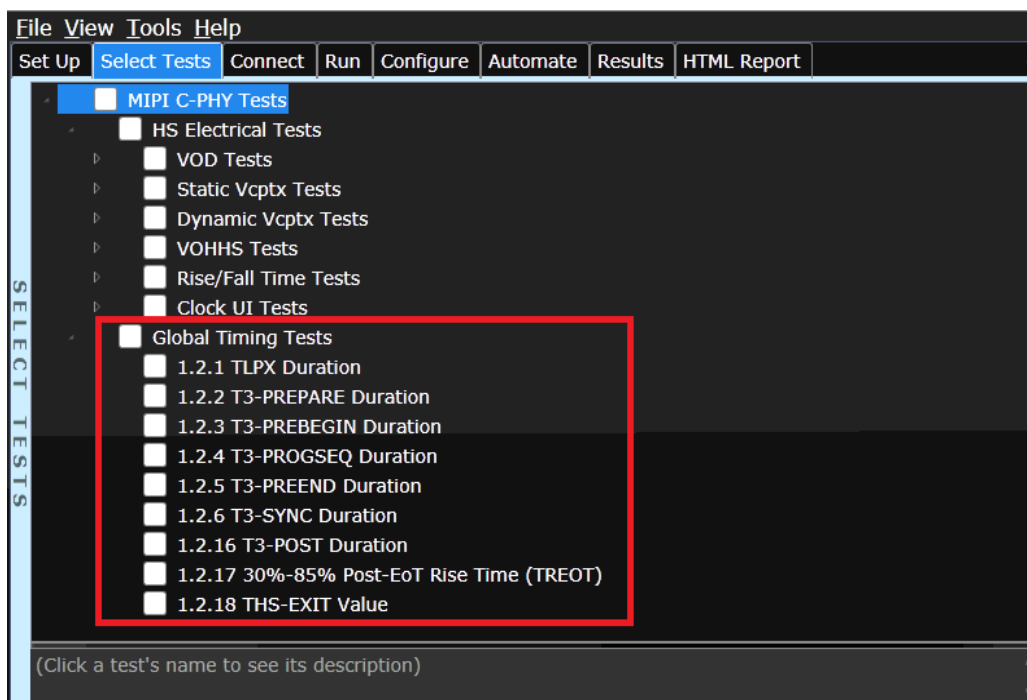 File View Tools Help
Set Up Select Tests Connect Run Configure Automate Results HTML Report
SELECT TESTS
MIPI C-PHY Tests
HS Electrical Tests
VOD Tests
Static Vcptx Tests
Dynamic Vcptx Tests
VOHHS Tests
Rise/Fall Time Tests
Clock UI Tests
Global Timing Tests
1.2.1 TLPX Duration
1.2.2 T3-PREPARE Duration
1.2.3 T3-PREBEGIN Duration
1.2.4 T3-PROGSEQ Duration
1.2.5 T3-PREEND Duration
1.2.6 T3-SYNC Duration
1.2.16 T3-POST Duration
1.2.17 30%-85% Post-EoT Rise Time (TREOT)
1.2.18 THS-EXIT Value
(Click a test's name to see its description)